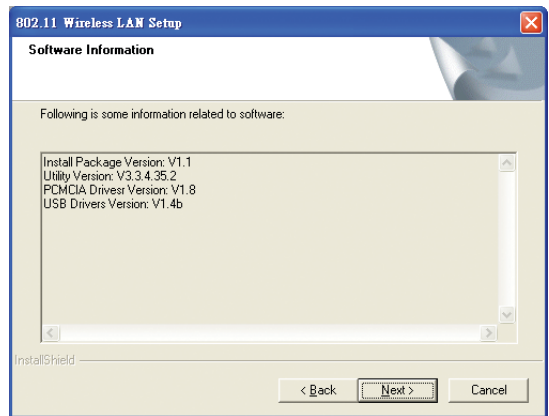 802.11 Wireless LAN Setup
Software Information
Following is some information related to software:
Install Package Version: V1.1
Utility Version: V3.3.4.35.2
PCMCIA Drivesr Version: V1.8
USB Drivers Version: V1.4b
InstallShield
< Back
Next >
Cancel